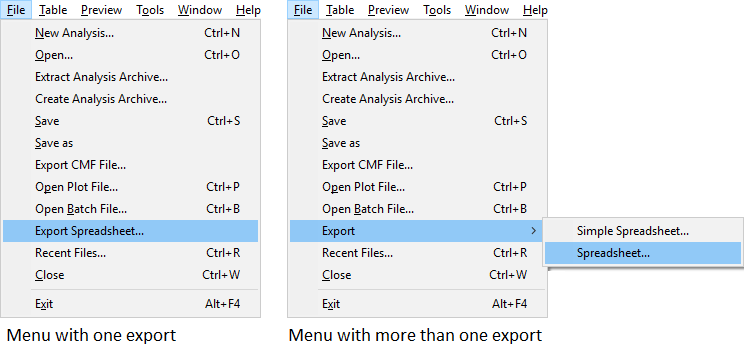 File Table Preview Tools Window Help
New Analysis... Ctrl+N
Open... Ctrl+O
Extract Analysis Archive...
Create Analysis Archive...
Save Ctrl+S
Save as
Export CMF File...
Open Plot File... Ctrl+P
Open Batch File... Ctrl+B
Export Spreadsheet...
Recent Files... Ctrl+R
Close Ctrl+W
Exit Alt+F4
Menu with one export
File Table Preview Tools Window Help
New Analysis... Ctrl+N
Open... Ctrl+O
Extract Analysis Archive...
Create Analysis Archive...
Save Ctrl+S
Save as
Export CMF File...
Open Plot File... Ctrl+P
Open Batch File... Ctrl+B
Export
Recent Files... Ctrl+R
Close Ctrl+W
Exit Alt+F4
Simple Spreadsheet...
Spreadsheet...
Menu with more than one export